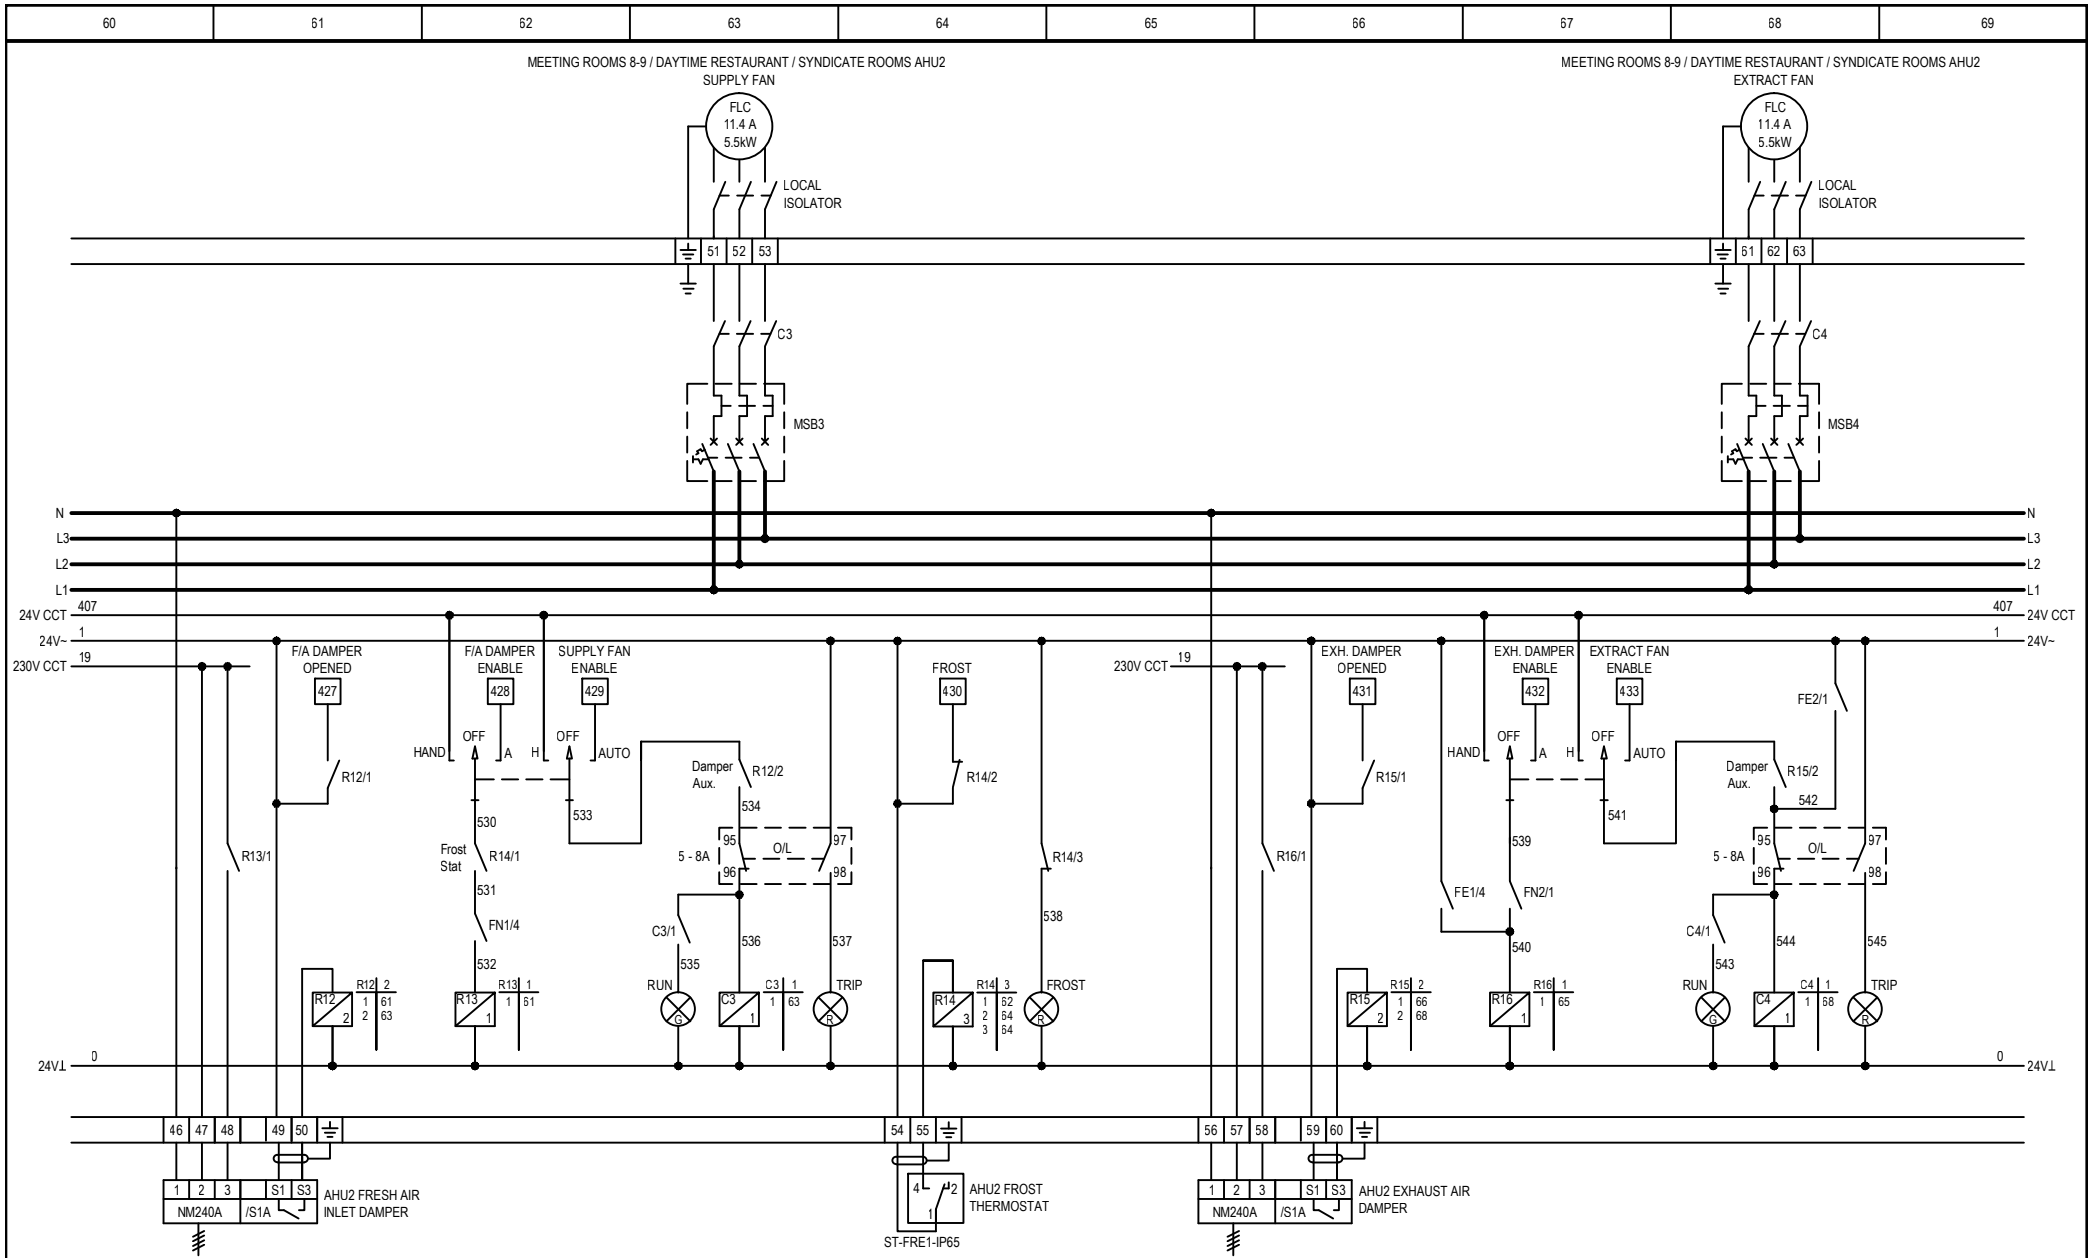 60 61 62 63 64 65 66 67 68 69
MEETING ROOMS 8-9 / DAYTIME RESTAURANT / SYNDICATE ROOMS AHU2
SUPPLY FAN
FLC
11.4 A
5.5kW
LOCAL
ISOLATOR
51 52 53
C3
MSB3
MEETING ROOMS 8-9 / DAYTIME RESTAURANT / SYNDICATE ROOMS AHU2
EXTRACT FAN
FLC
11.4 A
5.5kW
LOCAL
ISOLATOR
61 62 63
C4
MSB4
N N
L3 L3
L2 L2
L1 L1
24V CCT 407 407 24V CCT
24V~ 1 1 24V~
230V CCT 19
230V CCT 19
F/A DAMPER
OPENED
427
R12/1
R13/1
F/A DAMPER
ENABLE
428
SUPPLY FAN
ENABLE
429
HAND OFF A H OFF AUTO
530
533
Frost
Stat
R14/1
531
FN1/4
532
Damper
Aux.
R12/2
534
95 O/L 97
5 - 8A
96 98
C3/1
535
536
537
FROST
430
R14/2
R14/3
538
R12
2
R12 2
1 61
2 63
R13
1
R13 1
1 61
RUN
G
C3
1
C3 1
1 63
TRIP
R
R14
3
R14 3
1 62
2 64
3 64
FROST
R
EXH. DAMPER
OPENED
431
R15/1
R16/1
EXH. DAMPER
ENABLE
432
EXTRACT FAN
ENABLE
433
HAND OFF A H OFF AUTO
539
541
FE1/4
FN2/1
540
FE2/1
Damper
Aux.
R15/2
542
95 O/L 97
5 - 8A
96 98
C4/1
543
544
545
R15
2
R15 2
1 66
2 68
R16
1
R16 1
1 65
RUN
G
C4
1
C4 1
1 68
TRIP
R
24V⊥ 0 0 24V⊥
46 47 48 49 50
54 55
56 57 58 59 60
1 2 3 S1 S3
NM240A /S1A
AHU2 FRESH AIR
INLET DAMPER
4 2
1
AHU2 FROST
THERMOSTAT
ST-FRE1-IP65
1 2 3 S1 S3
NM240A /S1A
AHU2 EXHAUST AIR
DAMPER